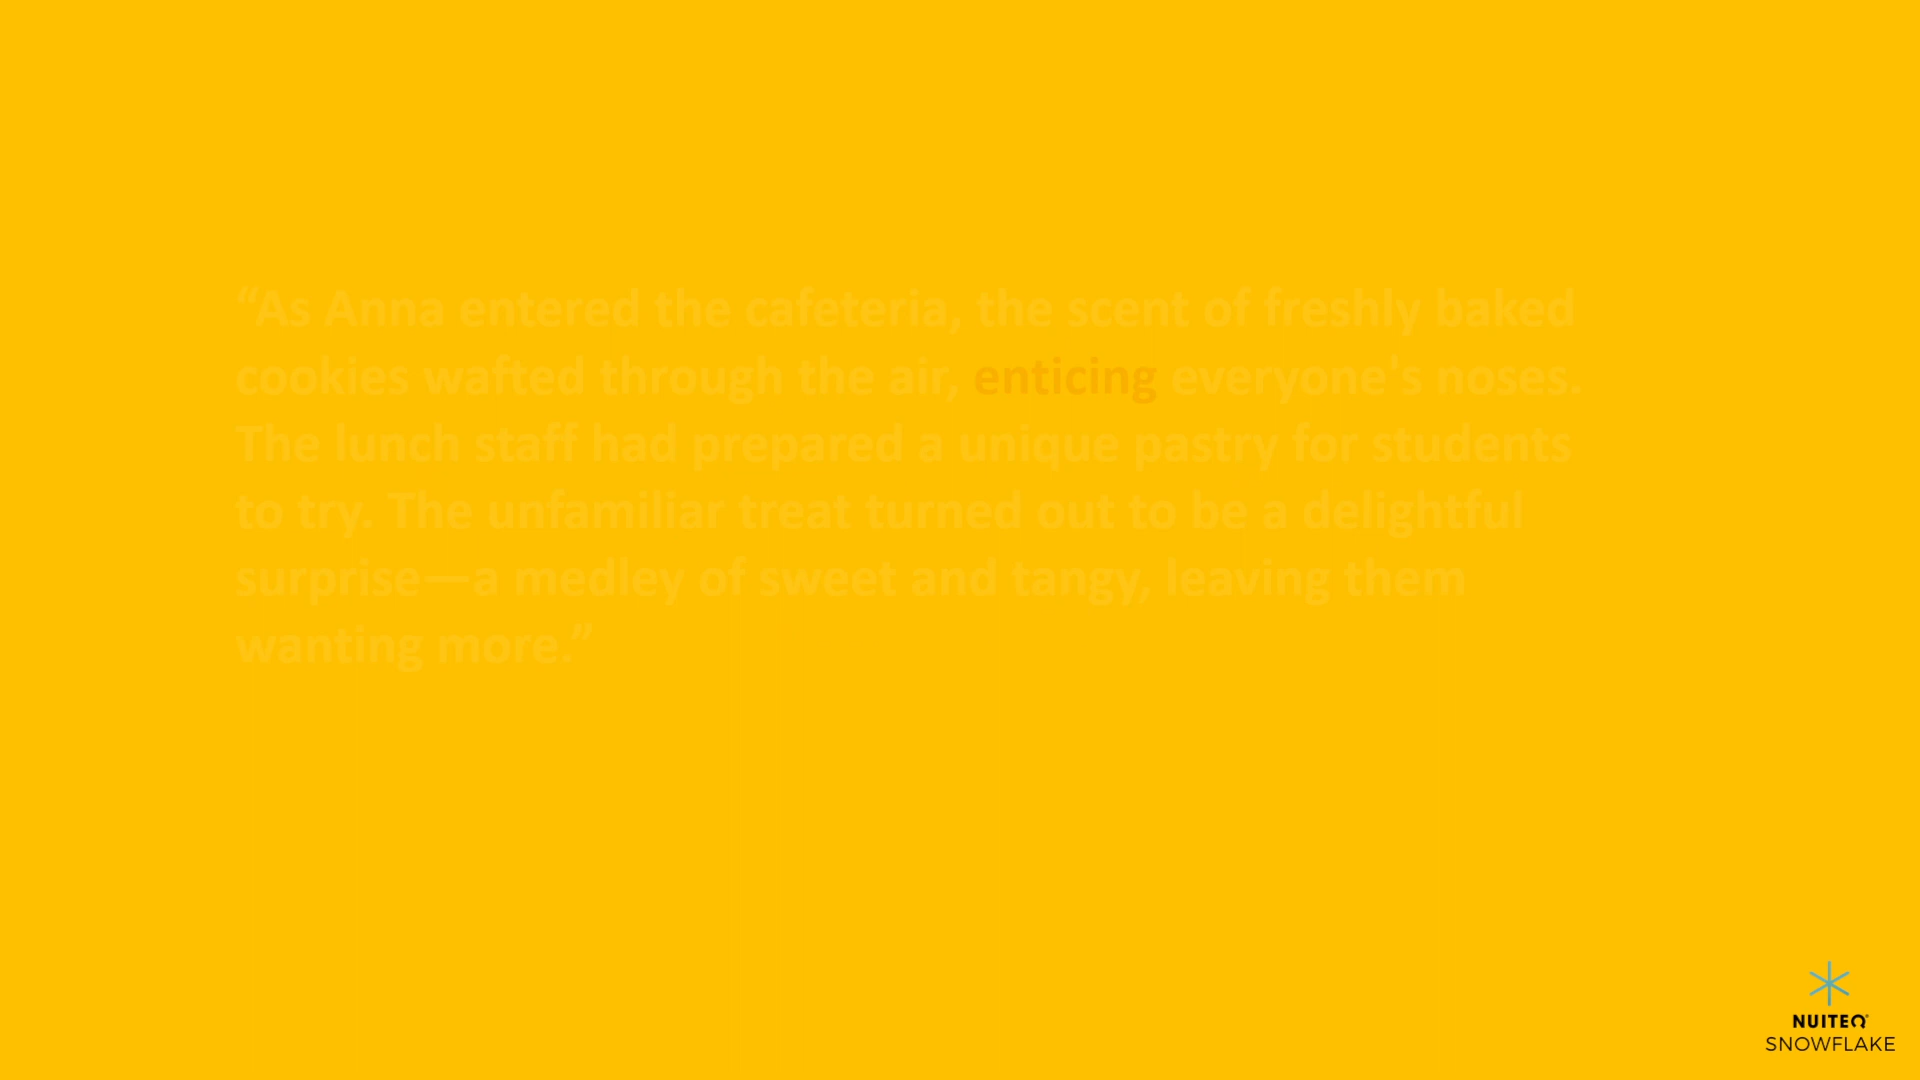 “As Anna entered the cafeteria, the scent of freshly baked
cookies wafted through the air, enticing everyone's noses.
The lunch staff had prepared a unique pastry for students
to try. The unfamiliar treat turned out to be a delightful
surprise—a medley of sweet and tangy, leaving them
wanting more.”
NUITEQ®
SNOWFLAKE